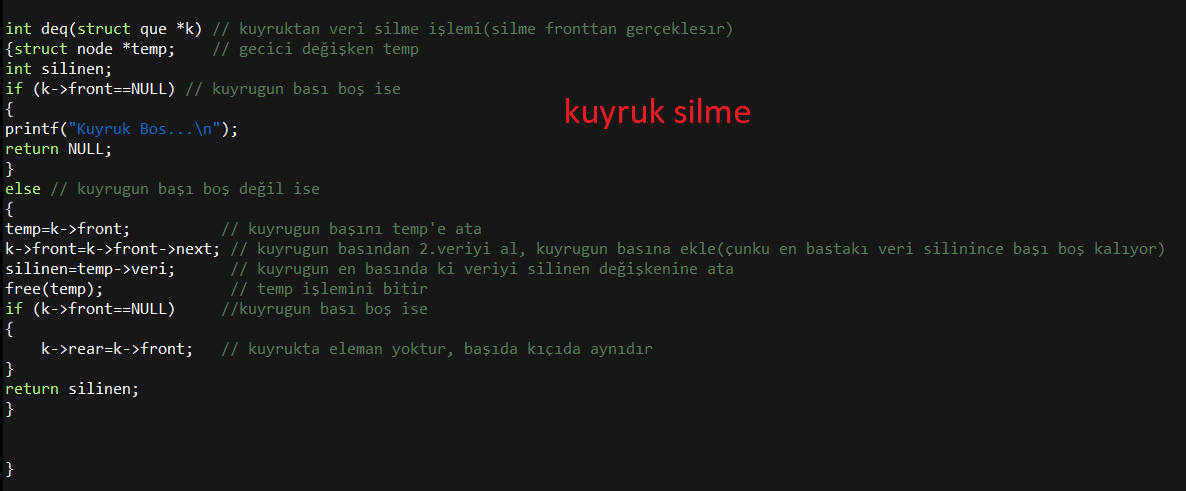 int deq(struct que *k) // kuyruktan veri silme işlemi(silme fronttan gerçeklesır)
{struct node *temp;    // gecici değişken temp
int silinen;
if (k->front==NULL) // kuyrugun bası boş ise
{
kuyruk silme
printf("Kuyruk Bos...\n");
return NULL;
}
else // kuyrugun başı boş değil ise
{
temp=k->front;          // kuyrugun başını temp'e ata
k->front=k->front->next; // kuyrugun basından 2.veriyi al, kuyrugun basına ekle(çunku en bastakı veri silinince başı boş kalıyor)
silinen=temp->veri;      // kuyrugun en basında ki veriyi silinen değişkenine ata
free(temp);              // temp işlemini bitir
if (k->front==NULL)     //kuyrugun bası boş ise
{
    k->rear=k->front;   // kuyrukta eleman yoktur, başıda kıçıda aynıdır
}
return silinen;
}
}